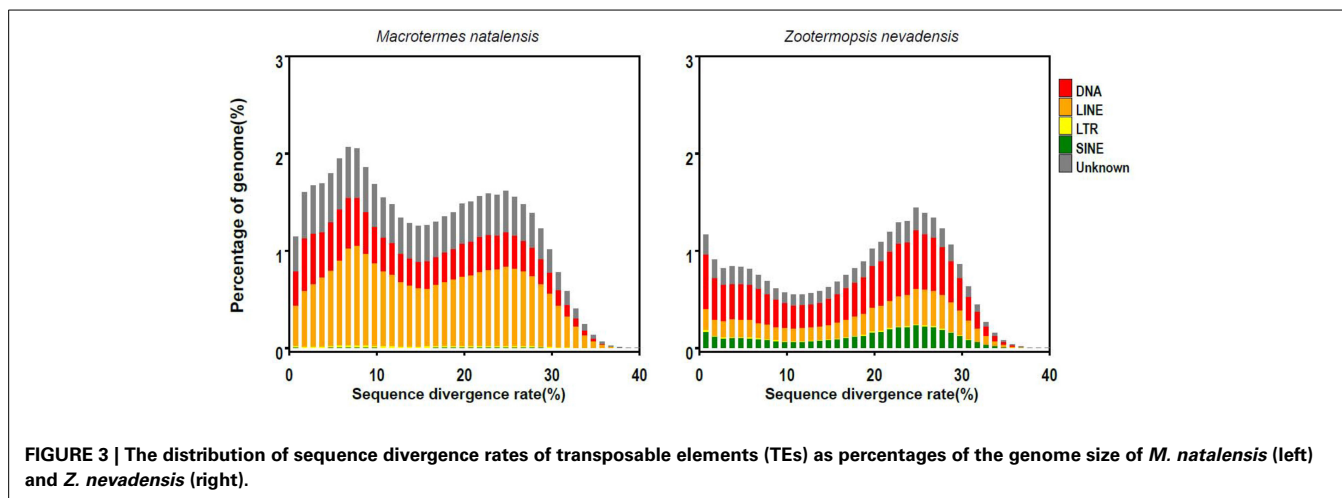 Macrotermes natalensis
Zootermopsis nevadensis
Percentage of genome(%)
3
2
1
0
0 10 20 30 40
Sequence divergence rate(%)
3
2
1
0
0 10 20 30 40
Sequence divergence rate(%)
DNA
LINE
LTR
SINE
Unknown
FIGURE 3 | The distribution of sequence divergence rates of transposable elements (TEs) as percentages of the genome size of M. natalensis (left)
and Z. nevadensis (right).